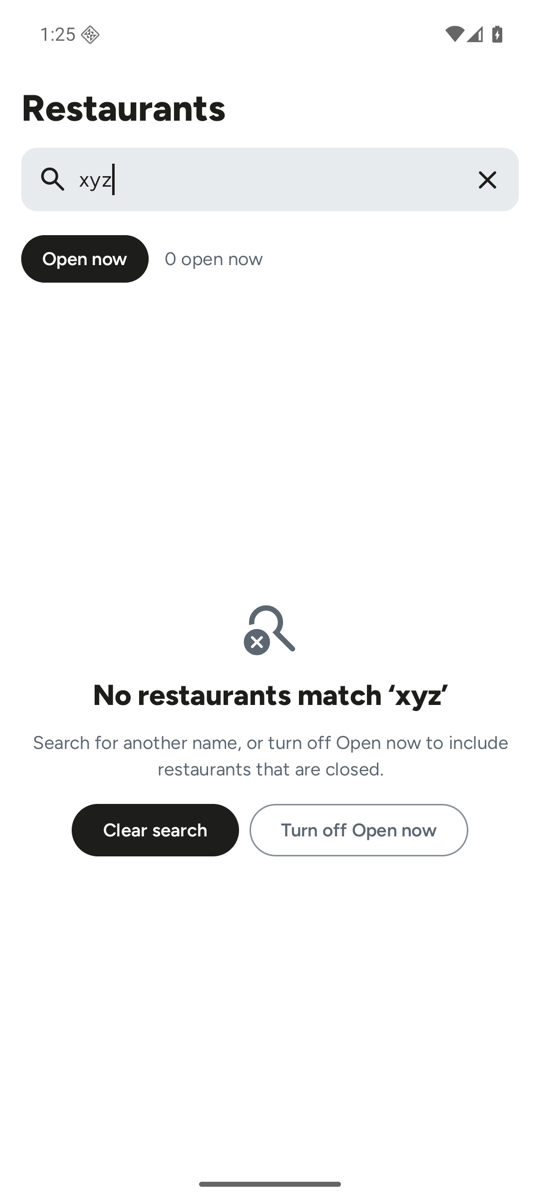 1:25
Restaurants
xyz
Open now
0 open now
No restaurants match ‘xyz’
Search for another name, or turn off Open now to include
restaurants that are closed.
Clear search
Turn off Open now